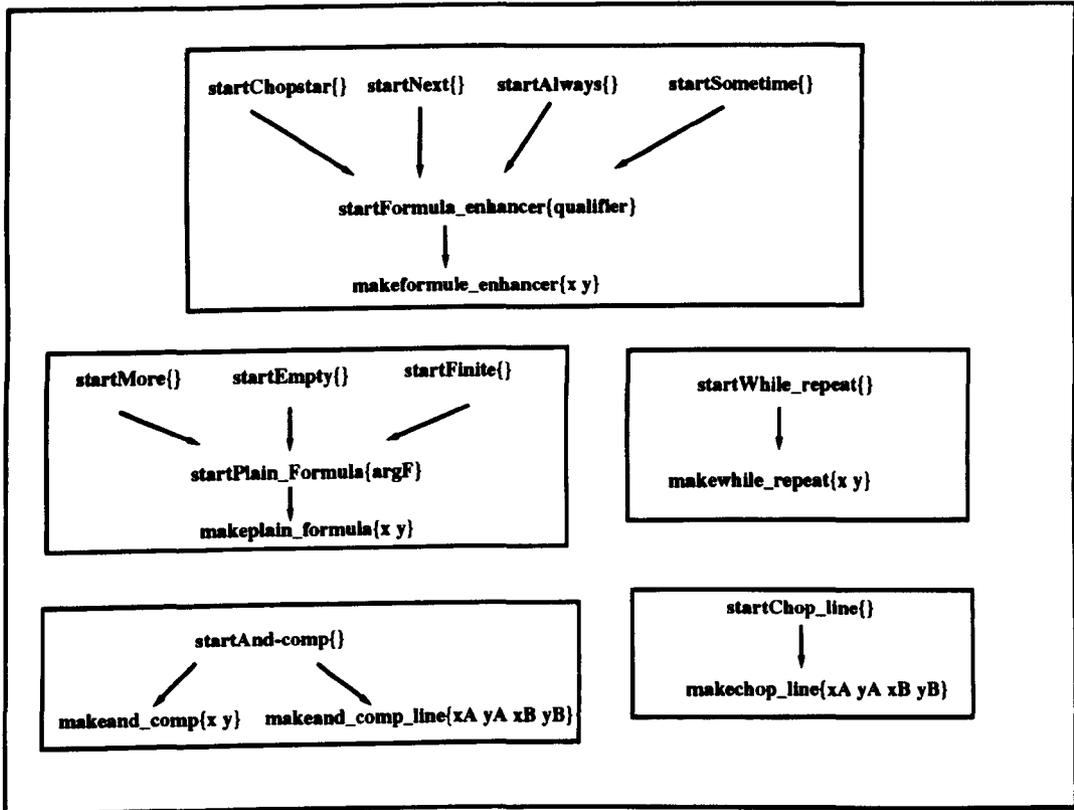 startChopstar{} startNext{} startAlways{} startSometime{}
startFormula_enhancer{qualifier}
makeformule_enhancer{x y}
startMore{} startEmpty{} startFinite{}
startPlain_Formula{argF}
makeplain_formula{x y}
startWhile_repeat{}
makewhile_repeat{x y}
startAnd-comp{}
makeand_comp{x y} makeand_comp_line{xA yA xB yB}
startChop_line{}
makechop_line{xA yA xB yB}